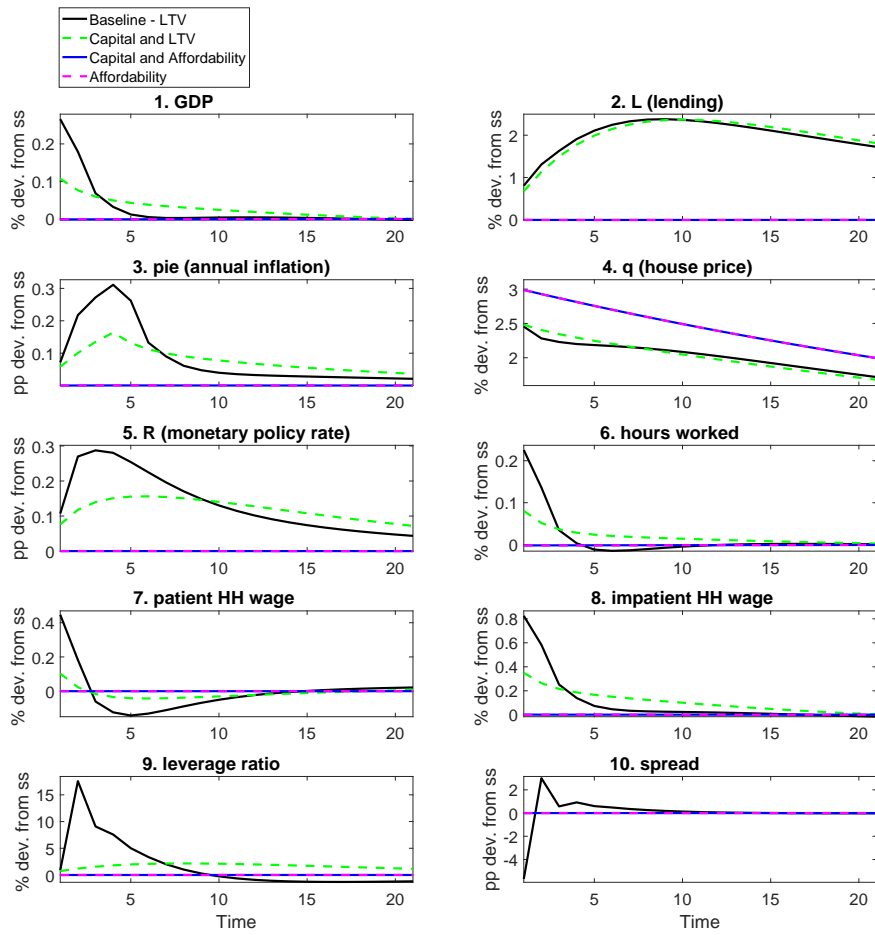 Baseline - LTV
Capital and LTV
Capital and Affordability
Affordability
1. GDP
% dev. from ss
0.2
0.1
0
5 10 15 20
2. L (lending)
% dev. from ss
2
1
0
5 10 15 20
3. pie (annual inflation)
pp dev. from ss
0.3
0.2
0.1
5 10 15 20
4. q (house price)
% dev. from ss
3
2.5
2
5 10 15 20
5. R (monetary policy rate)
pp dev. from ss
0.3
0.2
0.1
0
5 10 15 20
6. hours worked
% dev. from ss
0.2
0.1
0
5 10 15 20
7. patient HH wage
% dev. from ss
0.4
0.2
0
5 10 15 20
8. impatient HH wage
% dev. from ss
0.8
0.6
0.4
0.2
0
5 10 15 20
9. leverage ratio
% dev. from ss
15
10
5
0
5 10 15 20
Time
10. spread
pp dev. from ss
2
0
-2
-4
5 10 15 20
Time